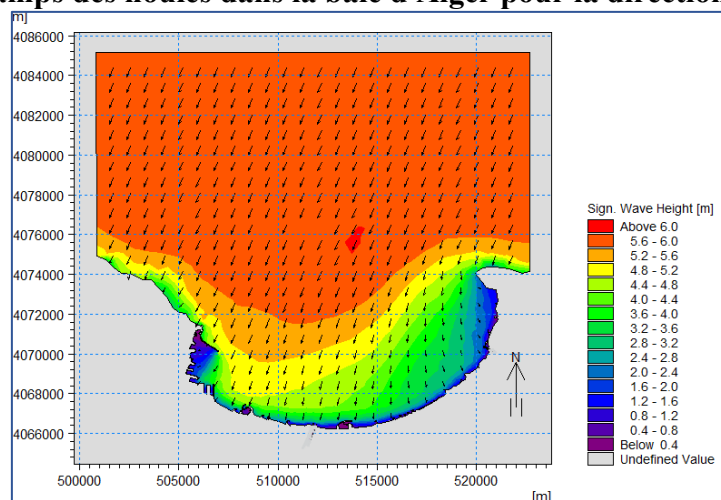 amps des houles dans la baie d'Alger pour la direction
m]
4086000
4084000
4082000
4080000
4078000
4076000
4074000
4072000
4070000
4068000
4066000
500000 505000 510000 515000 520000
[m]
N
Sign. Wave Height [m]
Above 6.0
5.6 - 6.0
5.2 - 5.6
4.8 - 5.2
4.4 - 4.8
4.0 - 4.4
3.6 - 4.0
3.2 - 3.6
2.8 - 3.2
2.4 - 2.8
2.0 - 2.4
1.6 - 2.0
1.2 - 1.6
0.8 - 1.2
0.4 - 0.8
Below 0.4
Undefined Value